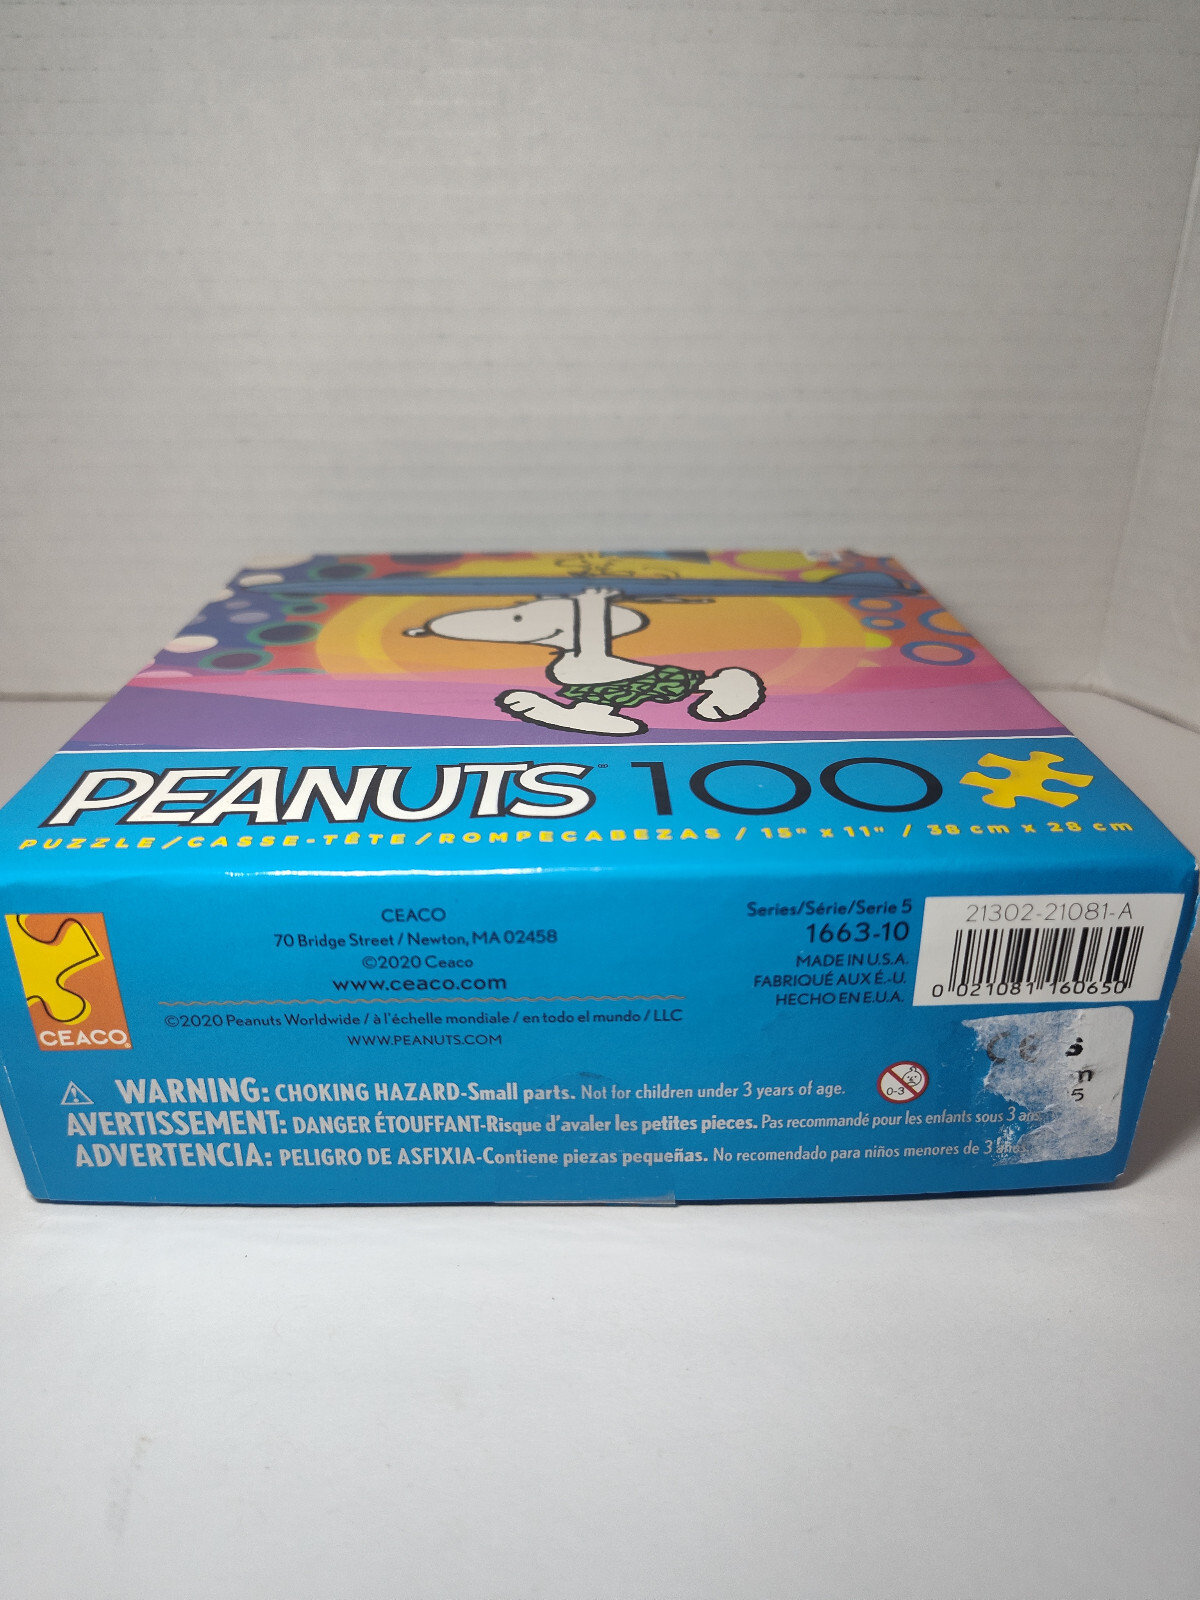 PEANUTS™ 100
PUZZLE / CASSE-TÊTE / ROMPECABEZAS / 15" x 11" / 38 cm x 28 cm
CEACO
CEACO
70 Bridge Street / Newton, MA 02458
©2020 Ceaco
www.ceaco.com
©2020 Peanuts Worldwide / à l'échelle mondiale / en todo el mundo / LLC
WWW.PEANUTS.COM
Series/Série/Serie 5
1663-10
MADE IN U.S.A.
FABRIQUÉ AUX É.-U.
HECHO EN E.U.A.
21302-21081-A
0 021081 160650
WARNING: CHOKING HAZARD-Small parts. Not for children under 3 years of age.
0-3
AVERTISSEMENT: DANGER ÉTOUFFANT-Risque d'avaler les petites pieces. Pas recommandé pour les enfants sous 3 ans.
ADVERTENCIA: PELIGRO DE ASFIXIA-Contiene piezas pequeñas. No recomendado para niños menores de 3 años.